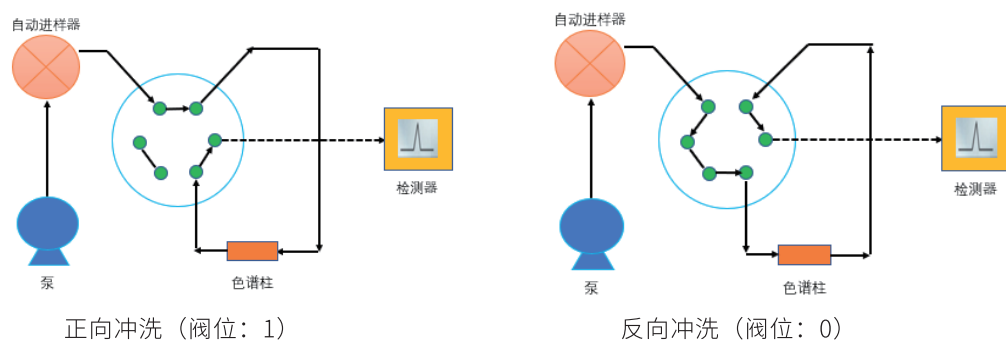 自动进样器
检测器
色谱柱
泵
正向冲洗（阀位：1）
自动进样器
检测器
色谱柱
泵
反向冲洗（阀位：0）